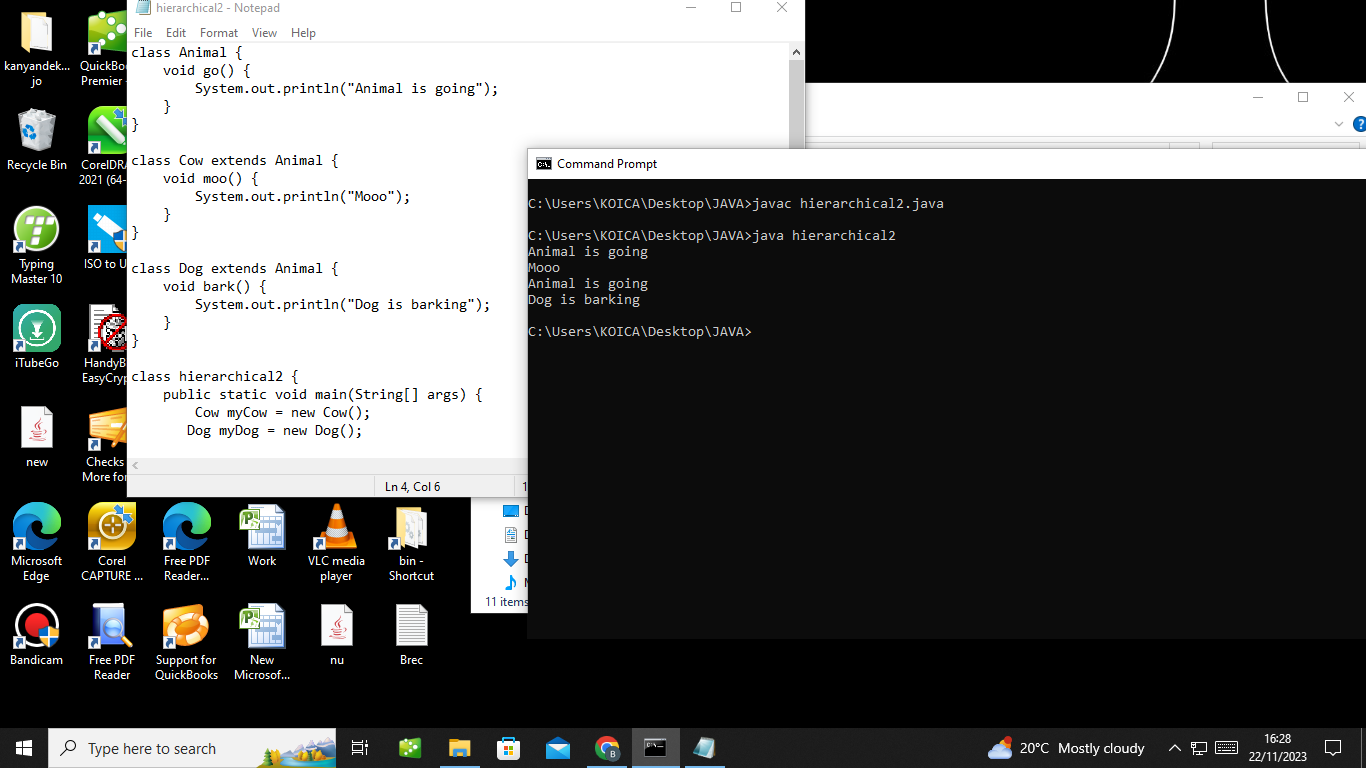 hierarchical2 - Notepad
File Edit Format View Help
class Animal {
    void go() {
        System.out.println("Animal is going");
    }
}

class Cow extends Animal {
    void moo() {
        System.out.println("Mooo");
    }
}

class Dog extends Animal {
    void bark() {
        System.out.println("Dog is barking");
    }
}

class hierarchical2 {
    public static void main(String[] args) {
        Cow myCow = new Cow();
       Dog myDog = new Dog();
Ln 4, Col 6
Command Prompt
C:\Users\KOICA\Desktop\JAVA>javac hierarchical2.java
C:\Users\KOICA\Desktop\JAVA>java hierarchical2
Animal is going
Mooo
Animal is going
Dog is barking
C:\Users\KOICA\Desktop\JAVA>
11 items
kanyandek...
jo
Premier
Recycle Bin
2021 (64-
Typing
Master 10
ISO to U
iTubeGo
new
Checks
More for
Microsoft
Edge
Corel
CAPTURE ...
Free PDF
Reader...
Work
VLC media
player
bin -
Shortcut
Bandicam
Free PDF
Reader
Support for
QuickBooks
New
Microsof...
nu
Brec
Type here to search
20°C Mostly cloudy
16:28
22/11/2023